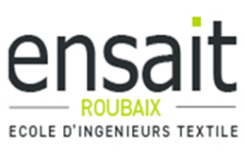 ensait
ROUBAIX
ECOLE D'INGENIEURS TEXTILE